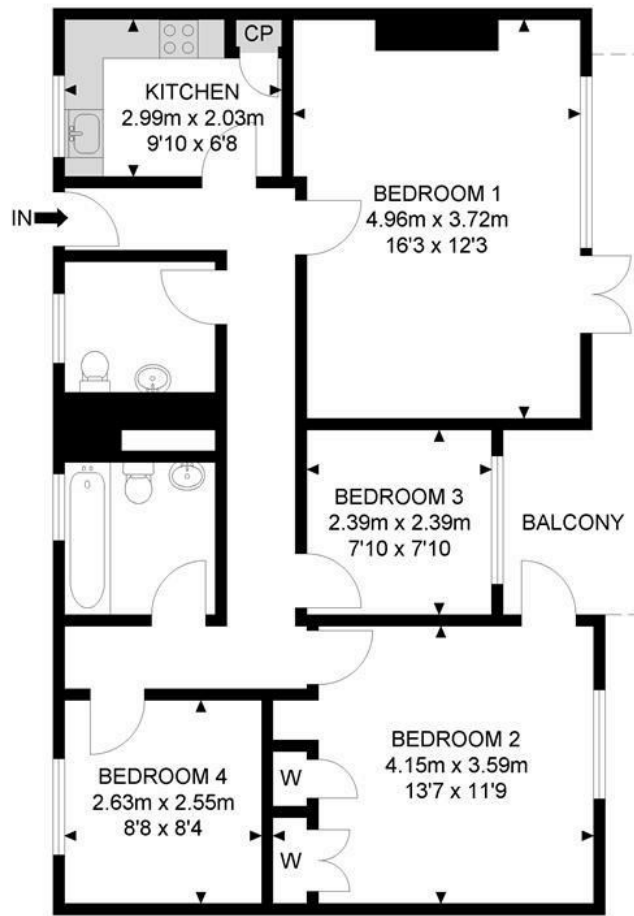 CP
KITCHEN
2.99m x 2.03m
9'10 x 6'8
IN
BEDROOM 1
4.96m x 3.72m
16'3 x 12'3
BEDROOM 3
2.39m x 2.39m
7'10 x 7'10
BALCONY
BEDROOM 2
4.15m x 3.59m
13'7 x 11'9
BEDROOM 4
2.63m x 2.55m
8'8 x 8'4
W
W